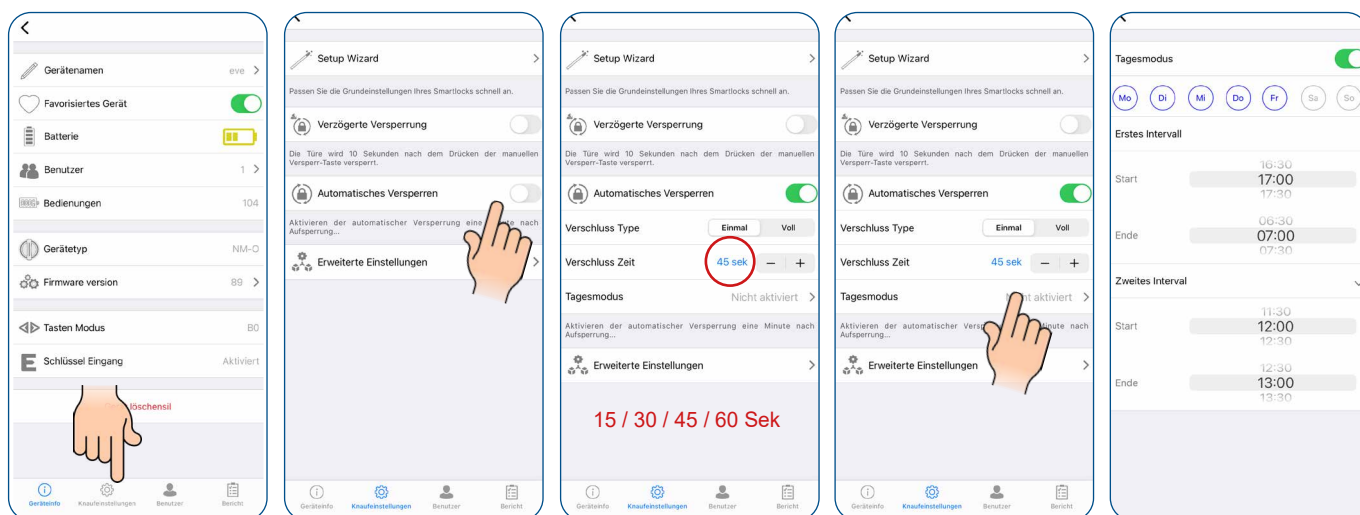 Gerätenamen eve
Favorisiertes Gerät
Batterie
Benutzer 1
Bedienungen 104
Gerätetyp NM-O
Firmware version 89
Tasten Modus B0
Schlüssel Eingang Aktiviert
löschensil
Geräteinfo Knaufeinstellungen Benutzer Bericht
Setup Wizard
Passen Sie die Grundeinstellungen Ihres Smartlocks schnell an.
Verzögerte Versperrung
Die Türe wird 10 Sekunden nach dem Drücken der manuellen
Versperr-Taste versperrt.
Automatisches Versperren
Aktivieren der automatischer Versperrung eine nach
Aufsperrung...
Erweiterte Einstellungen
Geräteinfo Knaufeinstellungen Benutzer Bericht
Setup Wizard
Passen Sie die Grundeinstellungen Ihres Smartlocks schnell an.
Verzögerte Versperrung
Die Türe wird 10 Sekunden nach dem Drücken der manuellen
Versperr-Taste versperrt.
Automatisches Versperren
Verschluss Type Einmal Voll
Verschluss Zeit 45 sek − +
Tagesmodus Nicht aktiviert
Aktivieren der automatischer Versperrung eine Minute nach
Aufsperrung...
Erweiterte Einstellungen
15 / 30 / 45 / 60 Sek
Geräteinfo Knaufeinstellungen Benutzer Bericht
Setup Wizard
Passen Sie die Grundeinstellungen Ihres Smartlocks schnell an.
Verzögerte Versperrung
Die Türe wird 10 Sekunden nach dem Drücken der manuellen
Versperr-Taste versperrt.
Automatisches Versperren
Verschluss Type Einmal Voll
Verschluss Zeit 45 sek − +
Tagesmodus aktiviert
Aktivieren der automatischer Minute nach
Aufsperrung...
Erweiterte Einstellungen
Geräteinfo Knaufeinstellungen Benutzer Bericht
Tagesmodus
Mo Di Mi Do Fr Sa So
Erstes Intervall
16:30
Start 17:00
17:30
06:30
Ende 07:00
07:30
Zweites Interval
11:30
Start 12:00
12:30
12:30
Ende 13:00
13:30